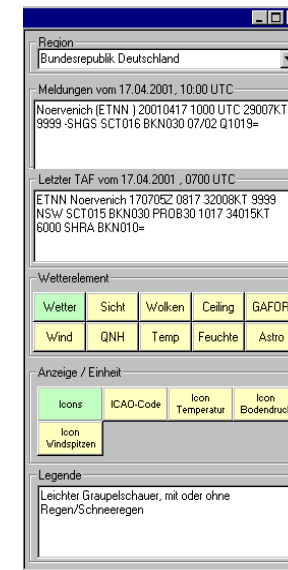 Region
Bundesrepublik Deutschland
Meldungen vom 17.04.2001, 10:00 UTC
Noervenich (ETNN ) 20010417 1000 UTC 29007KT
9999 -SHGS SCT016 BKN030 07/02 Q1019=
Letzter TAF vom 17.04.2001 , 0700 UTC
ETNN Noervenich 170705Z 0817 32008KT 9999
NSW SCT015 BKN030 PROB30 1017 34015KT
6000 SHRA BKN010=
Wetterelement
Wetter Sicht Wolken Ceiling GAFOR
Wind QNH Temp Feuchte Astro
Anzeige / Einheit
Icons ICAO-Code Icon Temperatur Icon Bodendruck
Icon
Windspitzen
Legende
Leichter Graupelschauer, mit oder ohne
Regen/Schneeregen